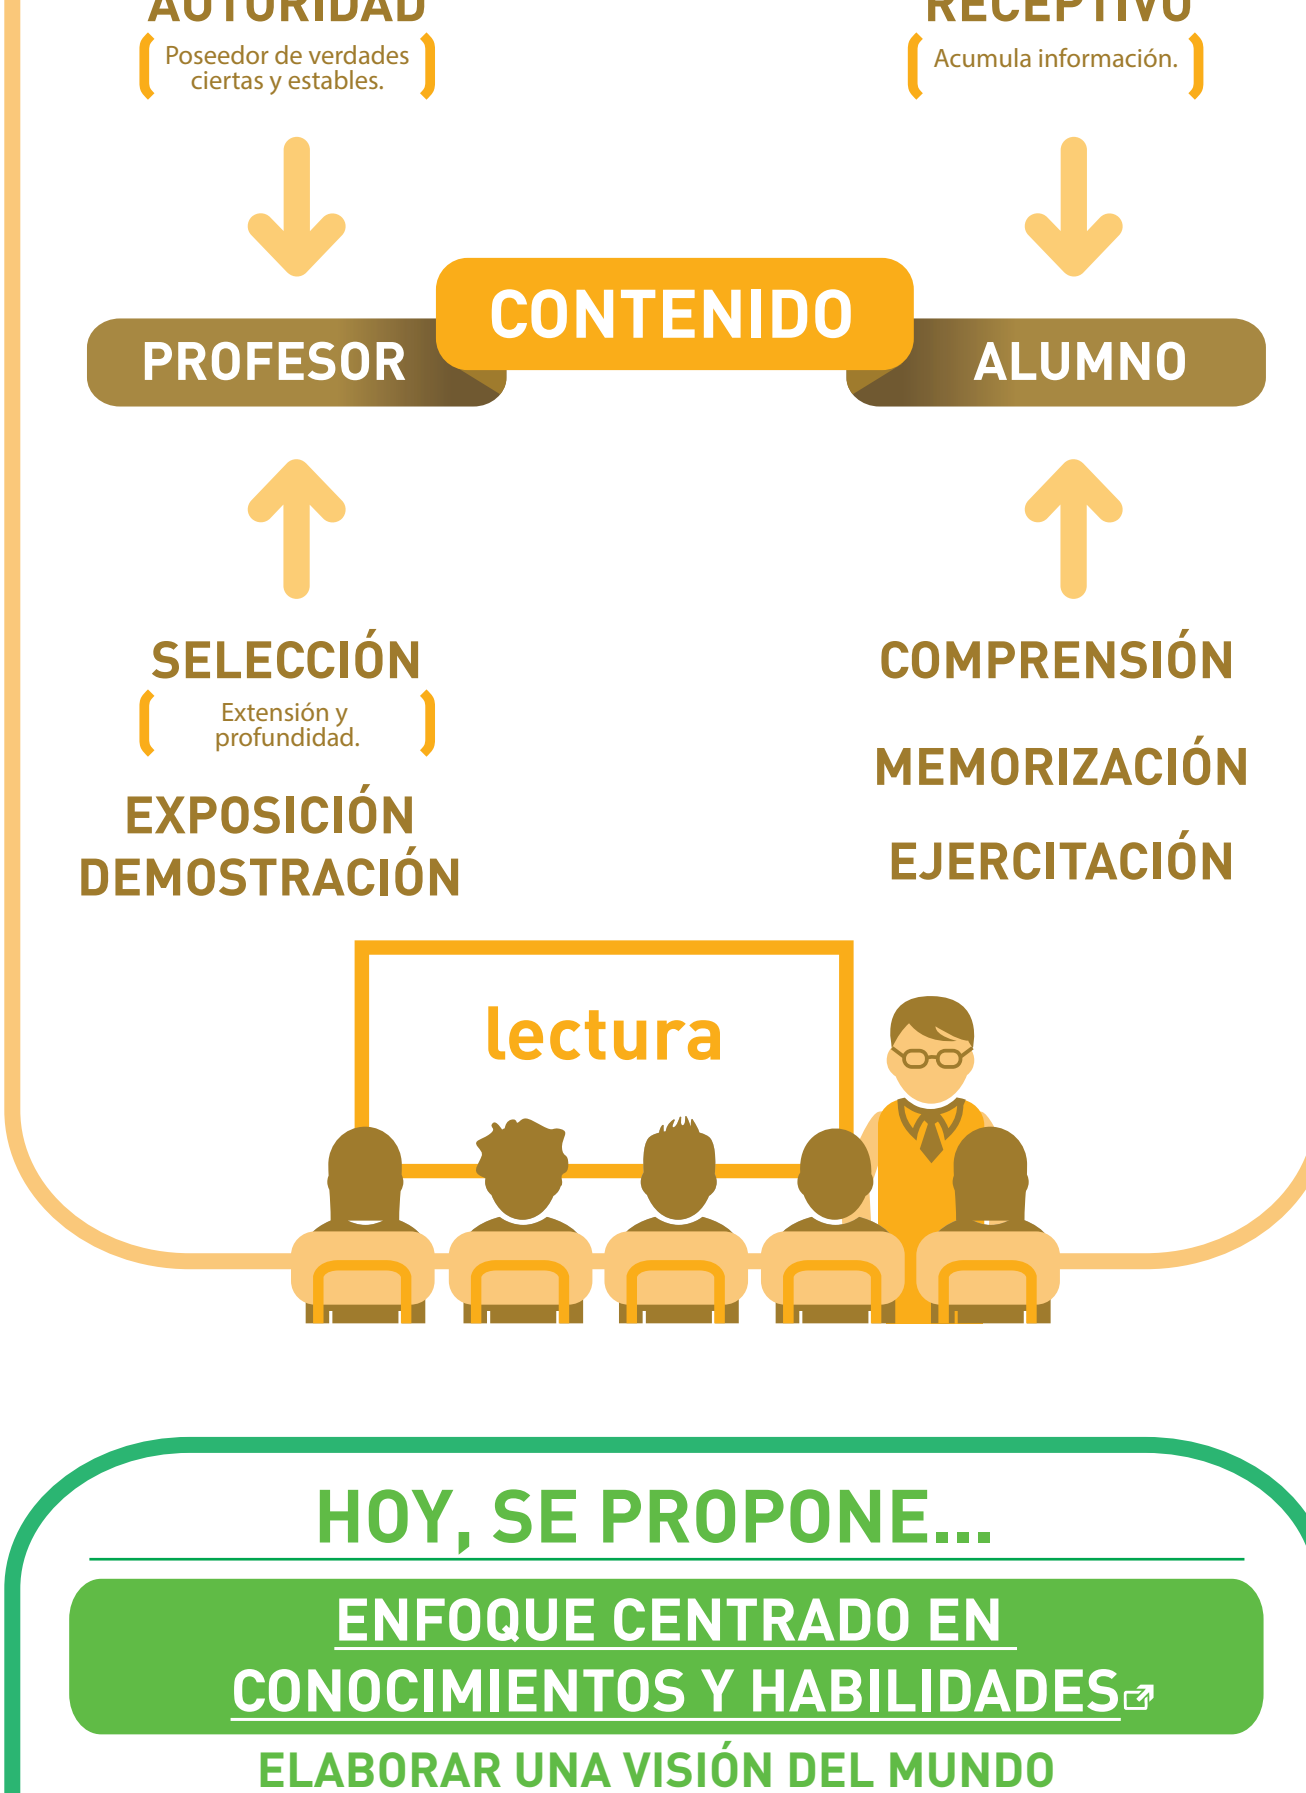 AUTORIDAD
Poseedor de verdades
ciertas y estables.
RECEPTIVO
Acumula información.
CONTENIDO
PROFESOR
ALUMNO
SELECCIÓN
Extensión y
profundidad.
EXPOSICIÓN
DEMOSTRACIÓN
COMPRENSIÓN
MEMORIZACIÓN
EJERCITACIÓN
lectura
HOY, SE PROPONE...
ENFOQUE CENTRADO EN
CONOCIMIENTOS Y HABILIDADES
ELABORAR UNA VISIÓN DEL MUNDO